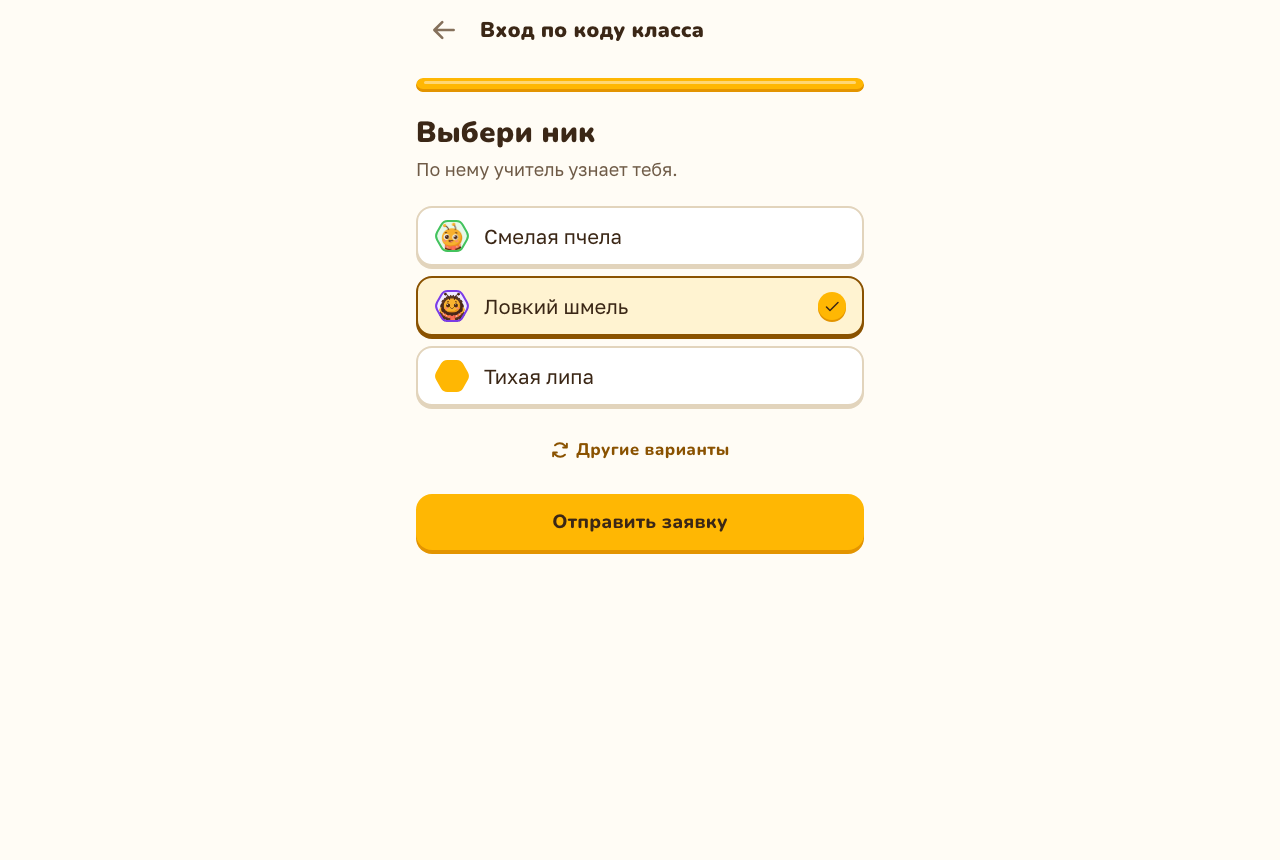 Вход по коду класса
Выбери ник
По нему учитель узнает тебя.
Смелая пчела
Ловкий шмель
Тихая липа
Другие варианты
Отправить заявку